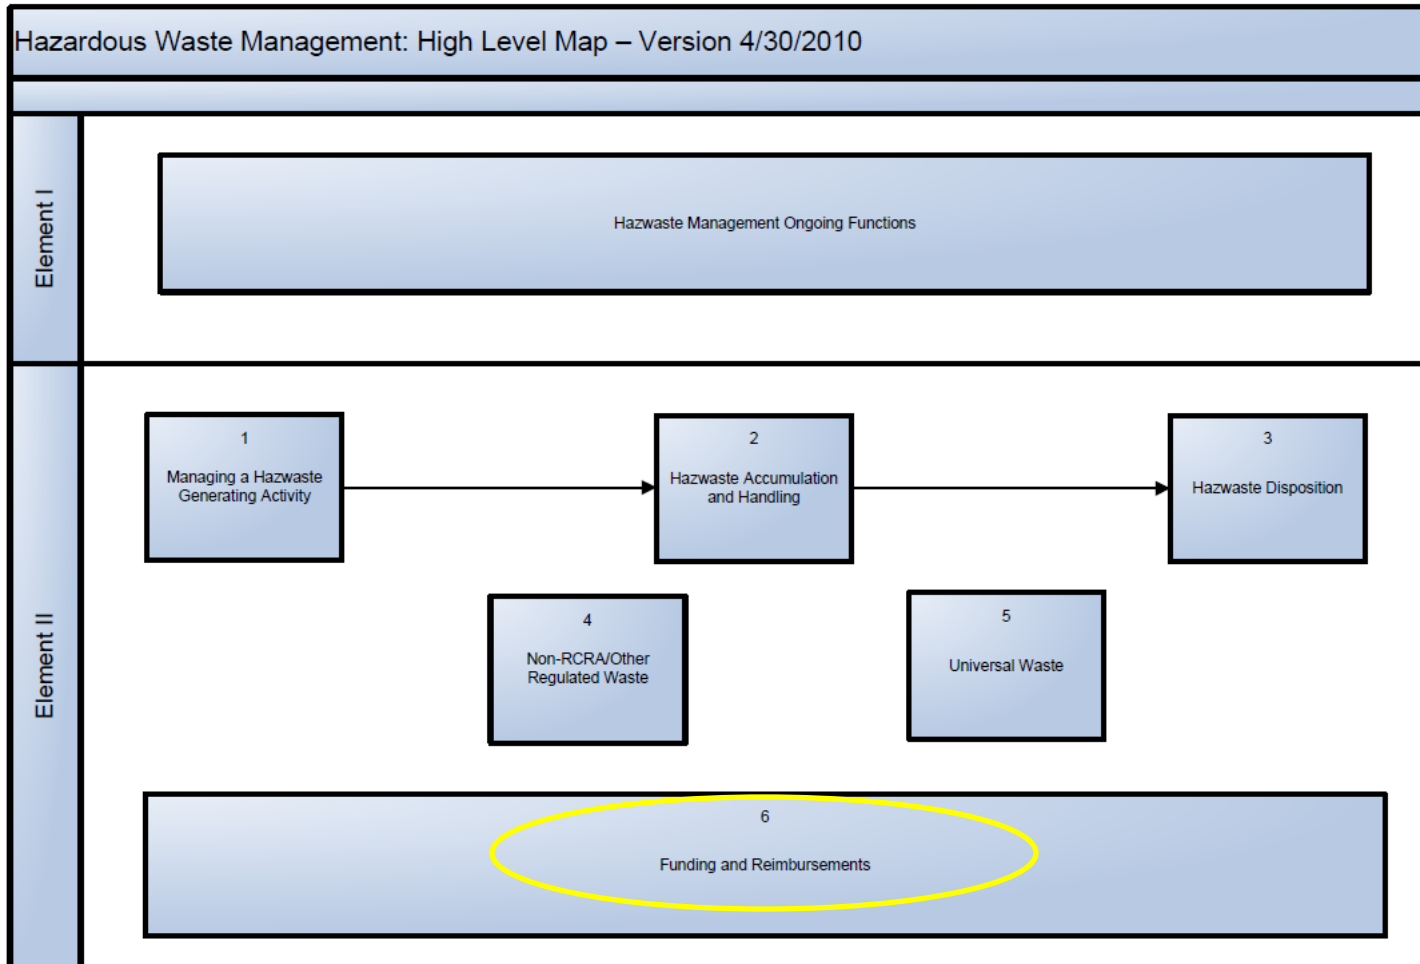 Hazardous Waste Management: High Level Map – Version 4/30/2010
Element I
Hazwaste Management Ongoing Functions
Element II
1
Managing a Hazwaste
Generating Activity
2
Hazwaste Accumulation
and Handling
3
Hazwaste Disposition
4
Non-RCRA/Other
Regulated Waste
5
Universal Waste
6
Funding and Reimbursements